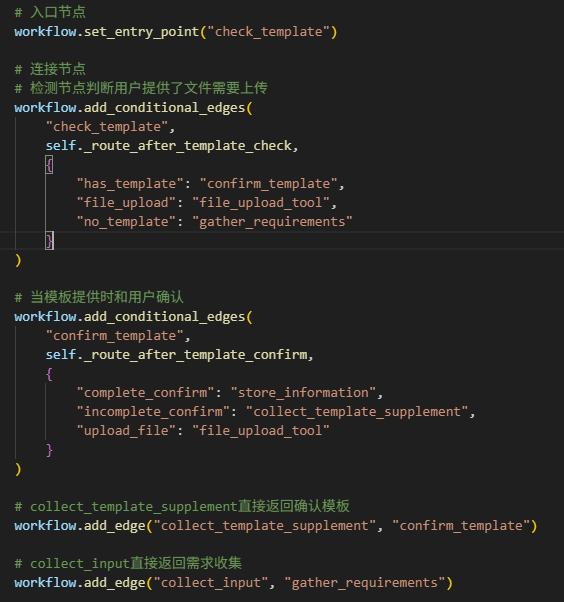 # 入口节点
workflow.set_entry_point("check_template")
# 连接节点
# 检测节点判断用户提供了文件需要上传
workflow.add_conditional_edges(
"check_template",
self._route_after_template_check,
{
"has_template": "confirm_template",
"file_upload": "file_upload_tool",
"no_template": "gather_requirements"
}
)
# 当模板提供时和用户确认
workflow.add_conditional_edges(
"confirm_template",
self._route_after_template_confirm,
{
"complete_confirm": "store_information",
"incomplete_confirm": "collect_template_supplement",
"upload_file": "file_upload_tool"
}
)
# collect_template_supplement直接返回确认模板
workflow.add_edge("collect_template_supplement", "confirm_template")
# collect_input直接返回需求收集
workflow.add_edge("collect_input", "gather_requirements")